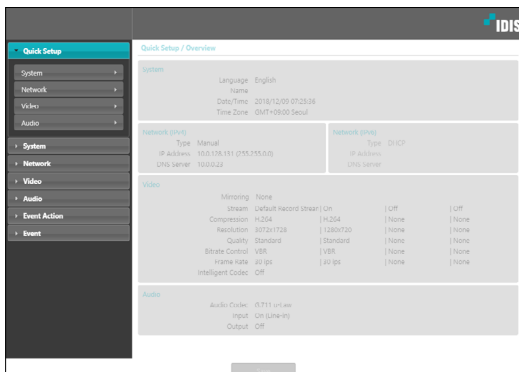 IDIS
Quick Setup
System
Network
Video
Audio
System
Network
Video
Audio
Event Action
Event
Quick Setup / Overview
System
Language English
Name
Date/Time 2018/12/09 07:25:36
Time Zone GMT+09:00 Seoul
Network (IPv4)
Type Manual
IP Address 10.0.128.131 (255.255.0.0)
DNS Server 10.0.0.23
Network (IPv6)
Type DHCP
IP Address
DNS Server
Video
Mirroring None
Stream Default Record Stream | On | Off | Off
Compression H.264 | H.264 | None | None
Resolution 3072x1728 | 1280x720 | None | None
Quality Standard | Standard | None | None
Bitrate Control VBR | VBR | None | None
Frame Rate 30 ips | 30 ips | None | None
Intelligent Codec Off
Audio
Audio Codec G.711 u-Law
Input On (Line-in)
Output Off